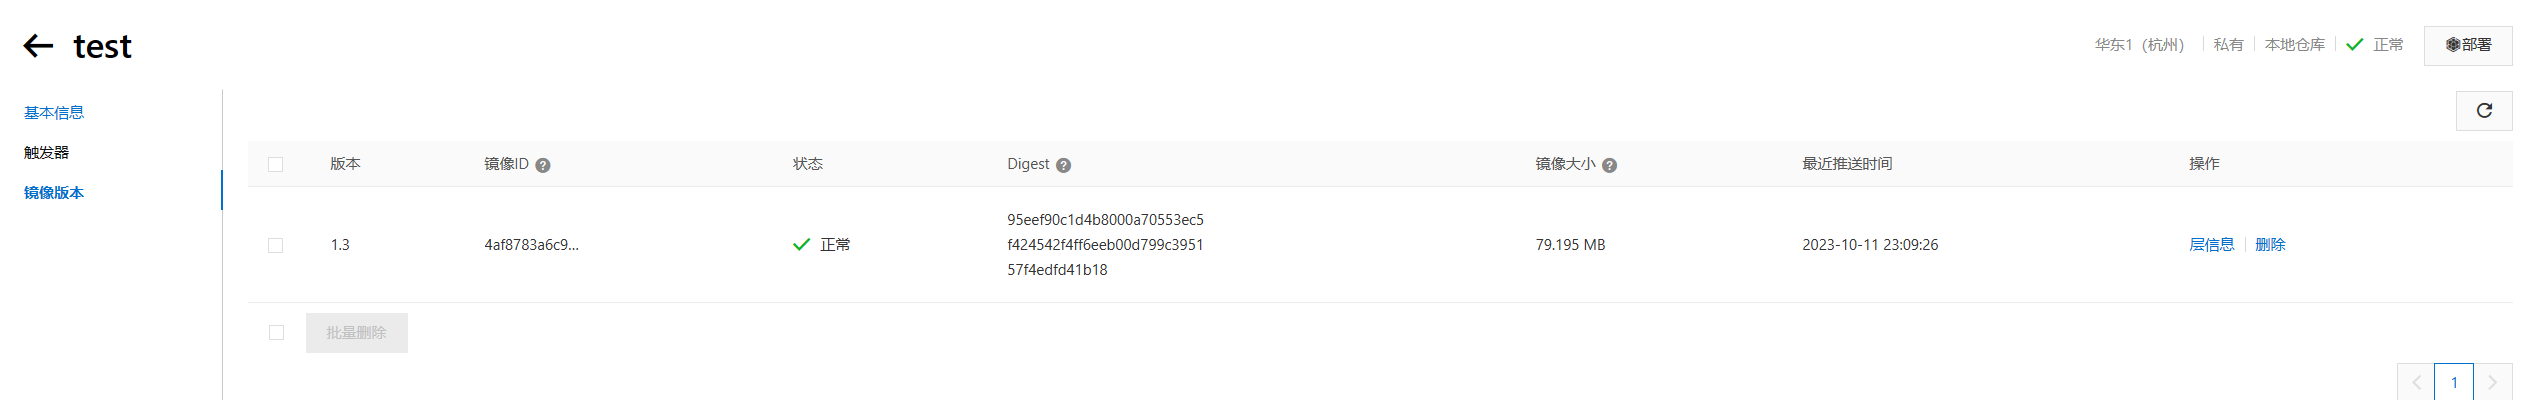 test
华东1（杭州） 私有 本地仓库 正常 部署
基本信息
触发器
镜像版本
版本 镜像ID 状态 Digest 镜像大小 最近推送时间 操作
1.3 4af8783a6c9... 正常 95eef90c1d4b8000a70553ec5 79.195 MB 2023-10-11 23:09:26 层信息 删除
f424542f4ff6eeb00d799c3951
57f4edfd41b18
批量删除
1